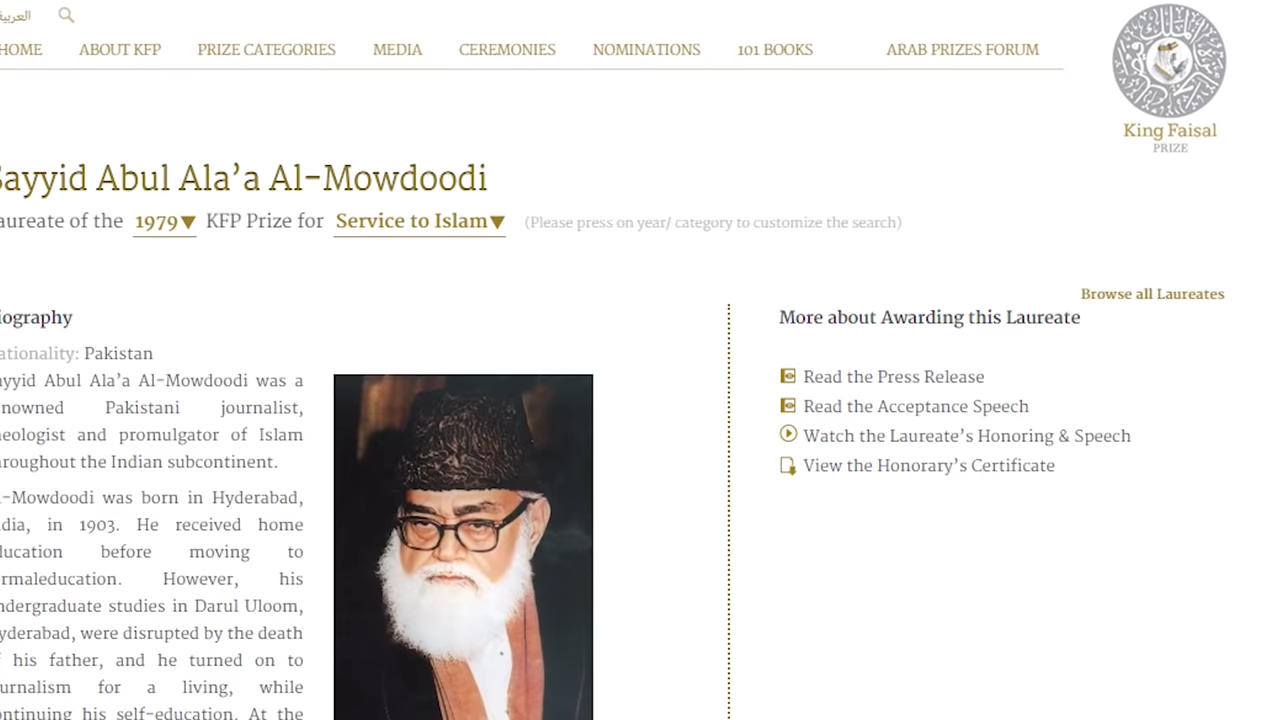 العربية
HOME ABOUT KFP PRIZE CATEGORIES MEDIA CEREMONIES NOMINATIONS 101 BOOKS ARAB PRIZES FORUM
King Faisal
PRIZE
Sayyid Abul Ala’a Al-Mowdoodi
aureate of the 1979▼ KFP Prize for Service to Islam▼ (Please press on year/ category to customize the search)
Browse all Laureates
iography
ationality: Pakistan
ayyid Abul Ala’a Al-Mowdoodi was a
nowned Pakistani journalist,
eologist and promulgator of Islam
roughout the Indian subcontinent.
l-Mowdoodi was born in Hyderabad,
dia, in 1903. He received home
ducation before moving to
rmaleducation. However, his
ndergraduate studies in Darul Uloom,
yderabad, were disrupted by the death
f his father, and he turned on to
urnalism for a living, while
ntinuing his self-education. At the
More about Awarding this Laureate
Read the Press Release
Read the Acceptance Speech
Watch the Laureate’s Honoring & Speech
View the Honorary’s Certificate